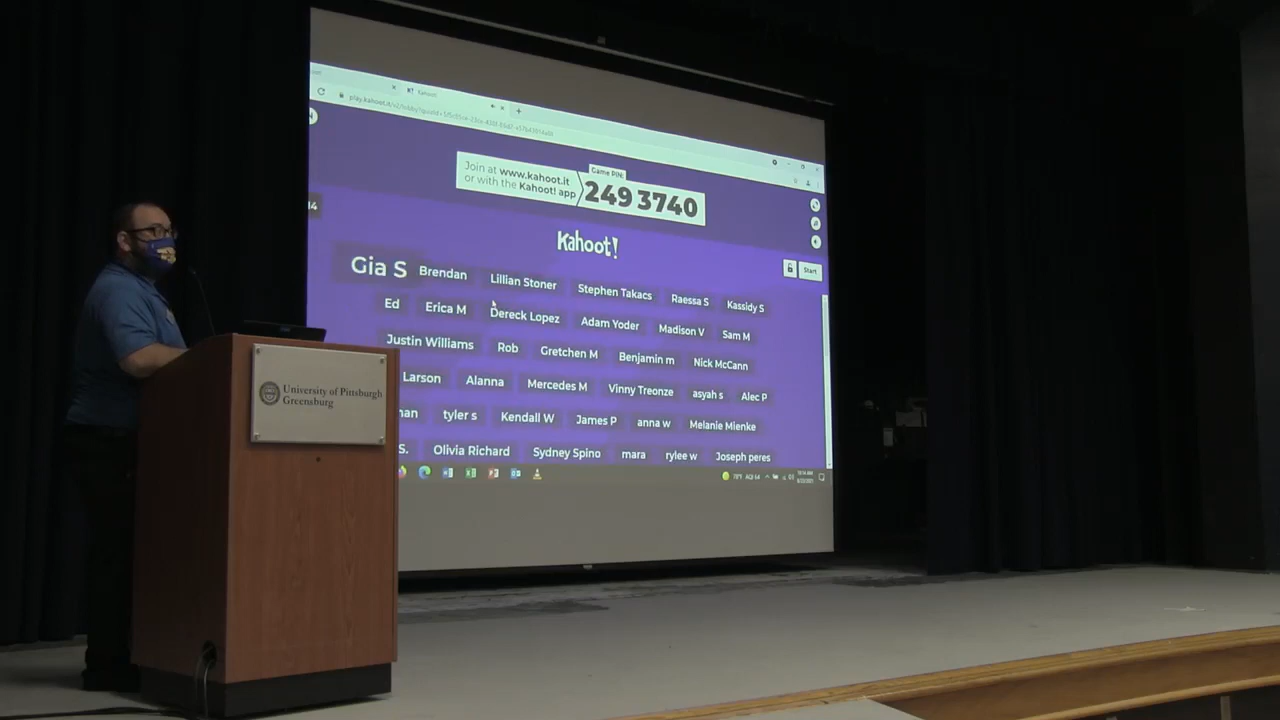 Kahoot!
Join at www.kahoot.it
or with the Kahoot! app
Game PIN:
249 3740
Kahoot!
Start
Gia S Brendan Lillian Stoner Stephen Takacs Raessa S Kassidy S
Ed Erica M Dereck Lopez Adam Yoder Madison V Sam M
Justin Williams Rob Gretchen M Benjamin m Nick McCann
Larson Alanna Mercedes M Vinny Treonze asyah s Alec P
tyler s Kendall W James P anna w Melanie Mienke
S. Olivia Richard Sydney Spino mara rylee w Joseph peres
University of Pittsburgh
Greensburg